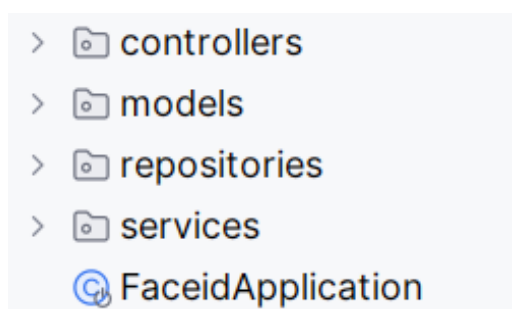 controllers
models
repositories
services
FaceidApplication